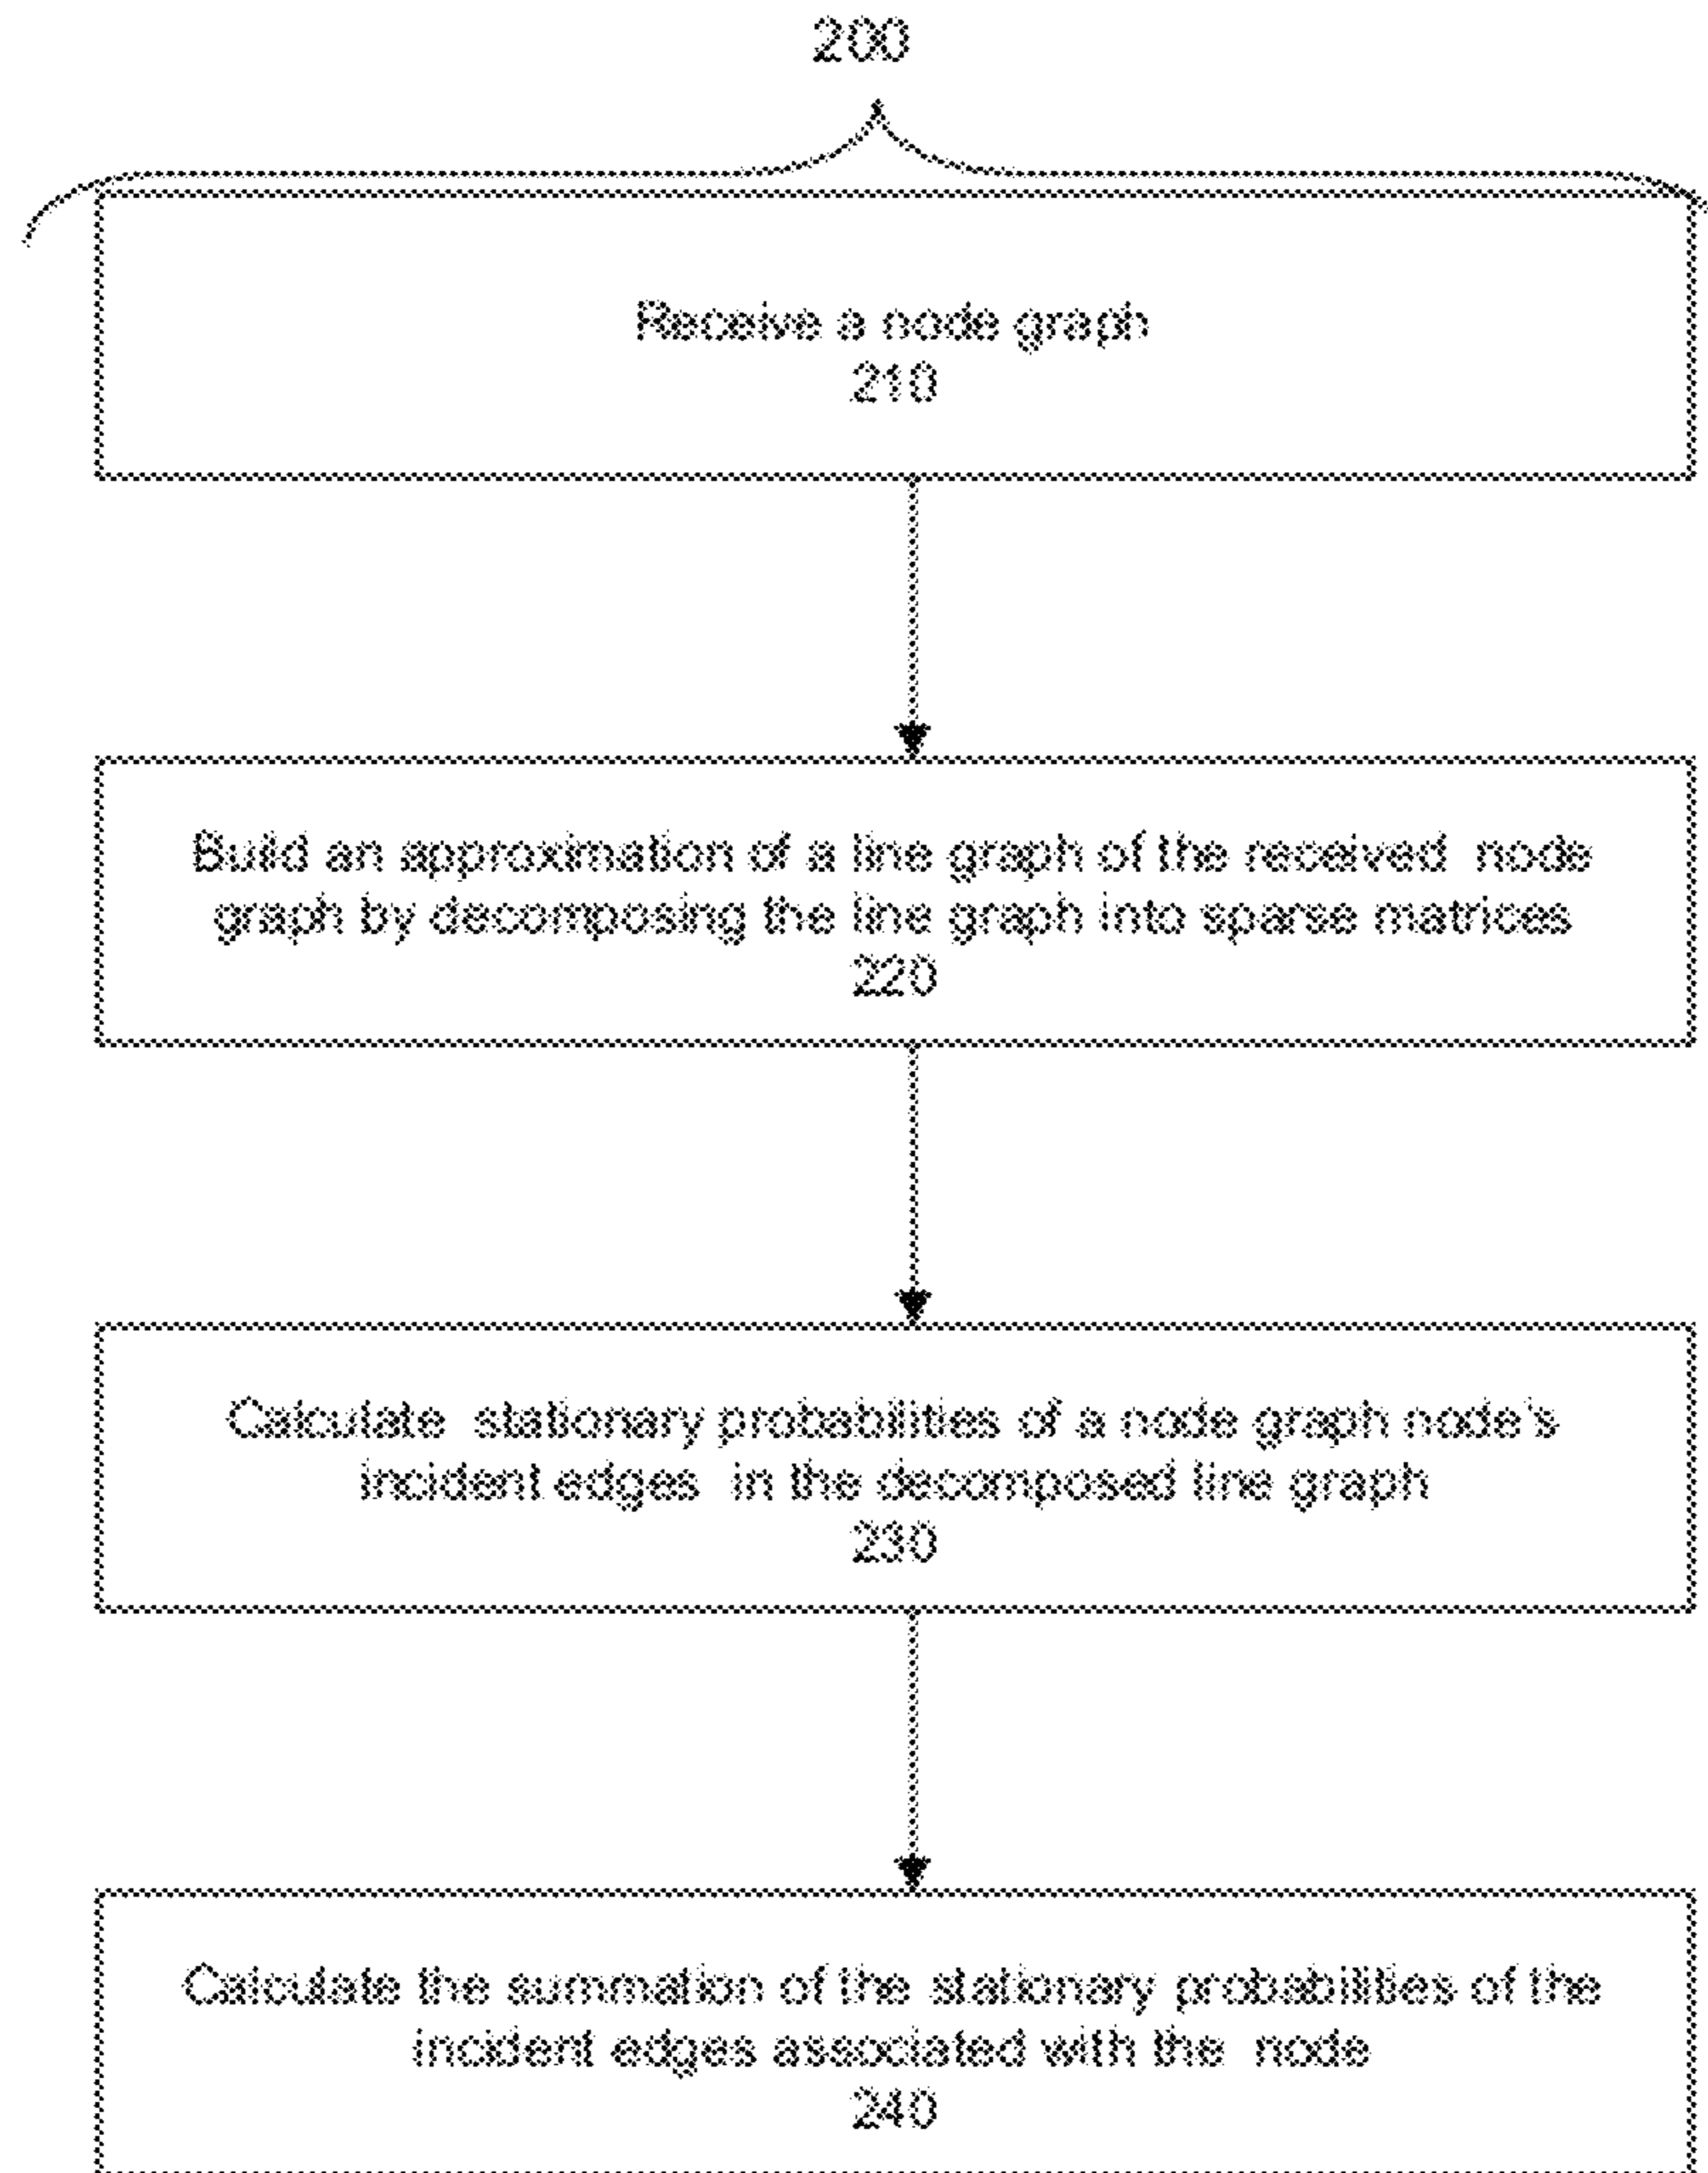 200
Receive a node graph
210
Build an approximation of a line graph of the received node
graph by decomposing the line graph into sparse matrices
220
Calculate stationary probabilities of a node graph node's
incident edges in the decomposed line graph
230
Calculate the summation of the stationary probabilities of the
incident edges associated with the node
240